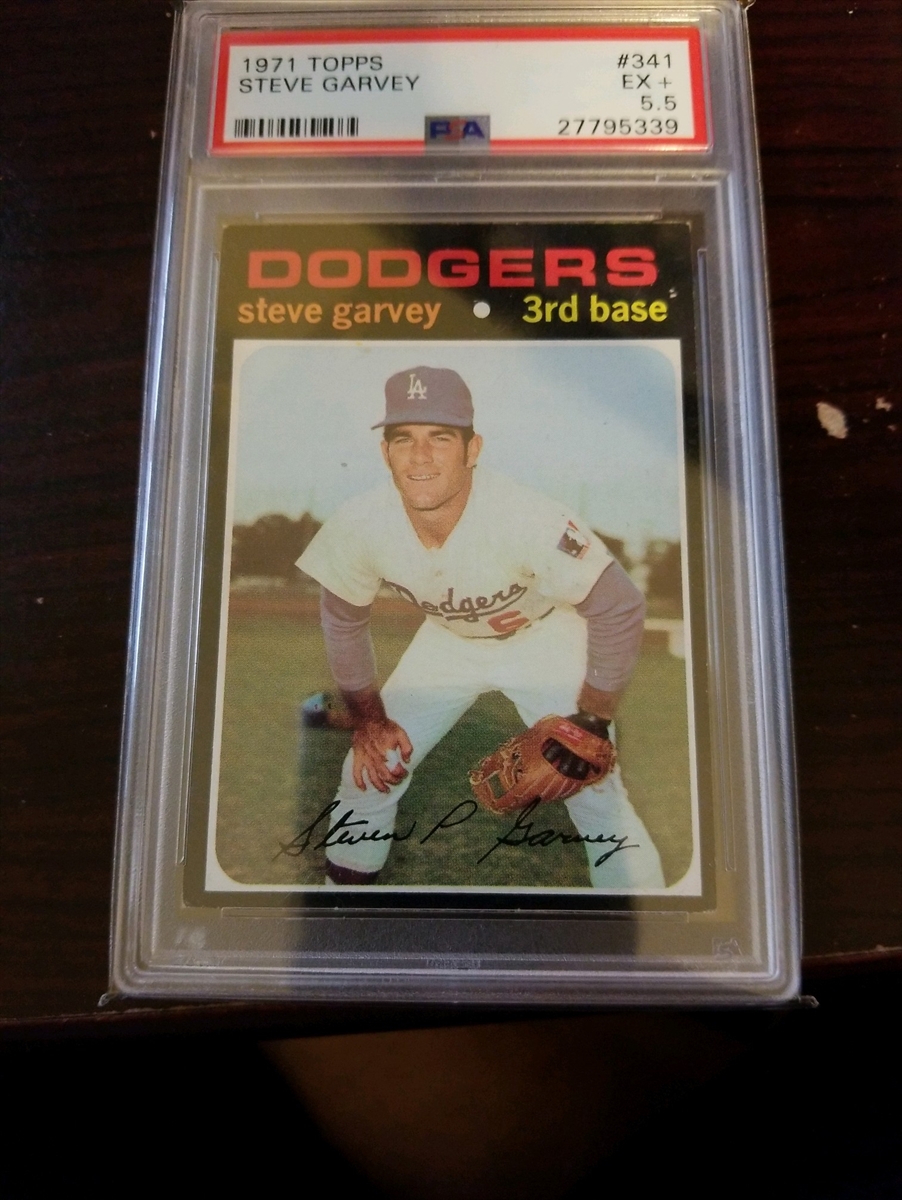 1971 TOPPS #341
STEVE GARVEY EX +
5.5
PSA 27795339
DODGERS
steve garvey • 3rd base
LA
Dodgers
Steven P Garvey